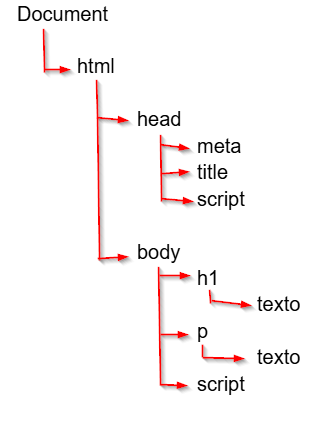 Document
html
head
meta
title
script
body
h1
texto
p
texto
script